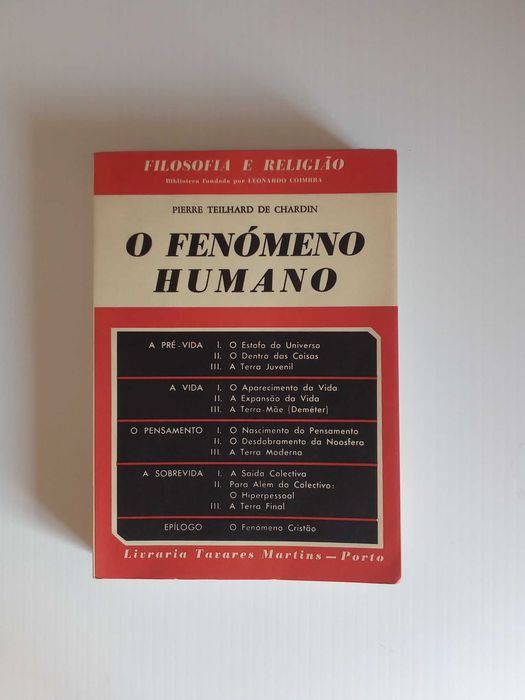 FILOSOFIA E RELIGIÃO
Biblioteca fundada por LEONARDO COIMBRA
PIERRE TEILHARD DE CHARDIN
O FENÓMENO
HUMANO
A PRÉ-VIDA I. O Estofo do Universo
II. O Dentro das Coisas
III. A Terra Juvenil
A VIDA I. O Aparecimento da Vida
II. A Expansão da Vida
III. A Terra-Mãe (Deméter)
O PENSAMENTO I. O Nascimento do Pensamento
II. O Desdobramento da Noosfera
III. A Terra Moderna
A SOBREVIDA I. A Saída Colectiva
II. Para Além do Colectivo:
O Hiperpessoal
III. A Terra Final
EPÍLOGO O Fenómeno Cristão
Livraria Tavares Martins — Porto